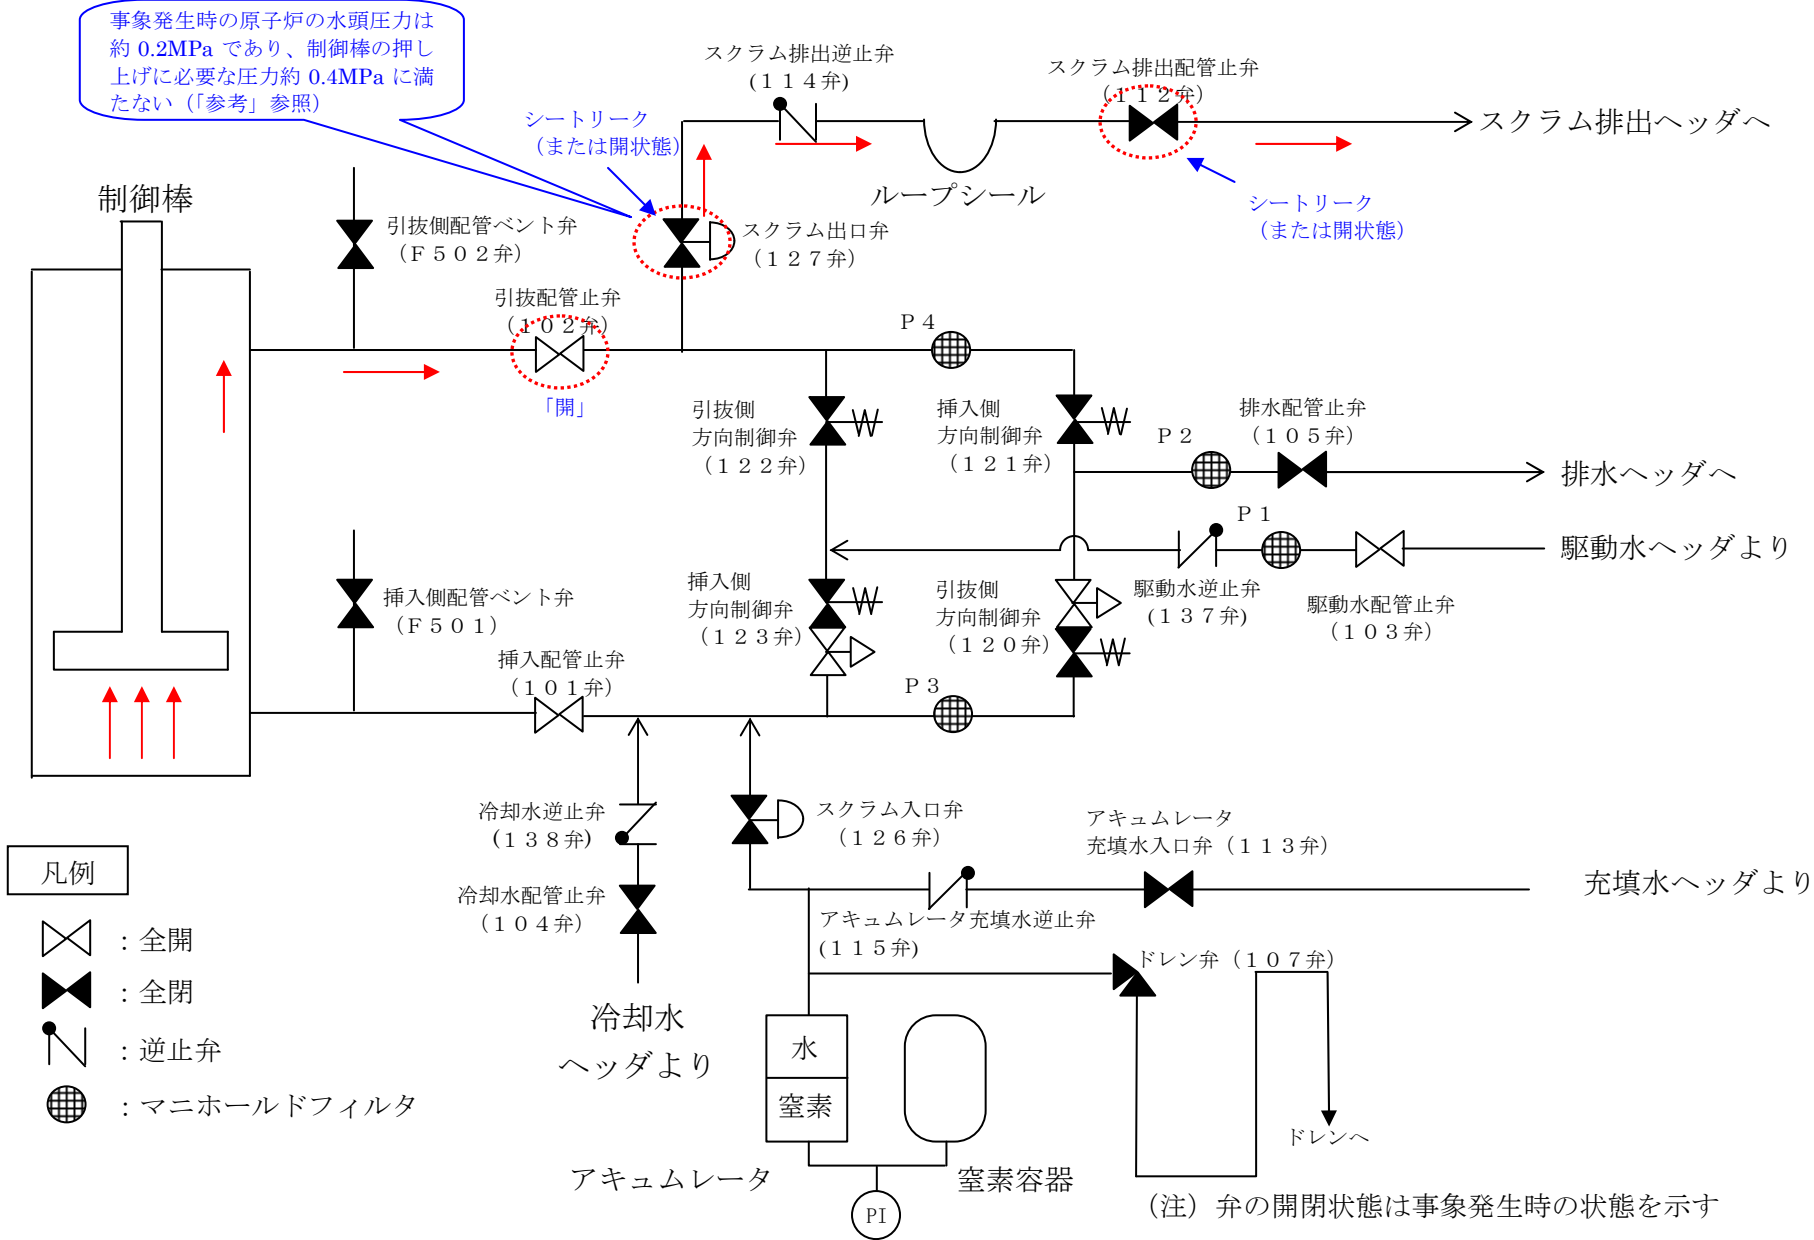 事象発生時の原子炉の水頭圧力は
約 0.2MPa であり、制御棒の押し
上げに必要な圧力約 0.4MPa に満
たない（「参考」参照）
スクラム排出逆止弁
(１１４弁)
スクラム排出配管止弁
（１１２弁）
シートリーク
（または開状態）
スクラム排出ヘッダへ
制御棒
ループシール
シートリーク
（または開状態）
引抜側配管ベント弁
（Ｆ５０２弁）
スクラム出口弁
（１２７弁）
引抜配管止弁
（１０２弁）
「開」
Ｐ４
引抜側
方向制御弁
（１２２弁）
挿入側
方向制御弁
（１２１弁）
Ｐ２
排水配管止弁
（１０５弁）
排水ヘッダへ
Ｐ１
駆動水ヘッダより
挿入側配管ベント弁
（Ｆ５０１）
挿入側
方向制御弁
（１２３弁）
引抜側
方向制御弁
（１２０弁）
駆動水逆止弁
(１３７弁)
駆動水配管止弁
（１０３弁）
挿入配管止弁
（１０１弁）
Ｐ３
冷却水逆止弁
(１３８弁)
スクラム入口弁
（１２６弁）
アキュムレータ
充填水入口弁（１１３弁）
凡例
冷却水配管止弁
（１０４弁）
充填水ヘッダより
アキュムレータ充填水逆止弁
(１１５弁)
：全開
：全閉
：逆止弁
：マニホールドフィルタ
ドレン弁（１０７弁）
冷却水
ヘッダより
水
窒素
ドレンへ
アキュムレータ
窒素容器
PI
（注）弁の開閉状態は事象発生時の状態を示す